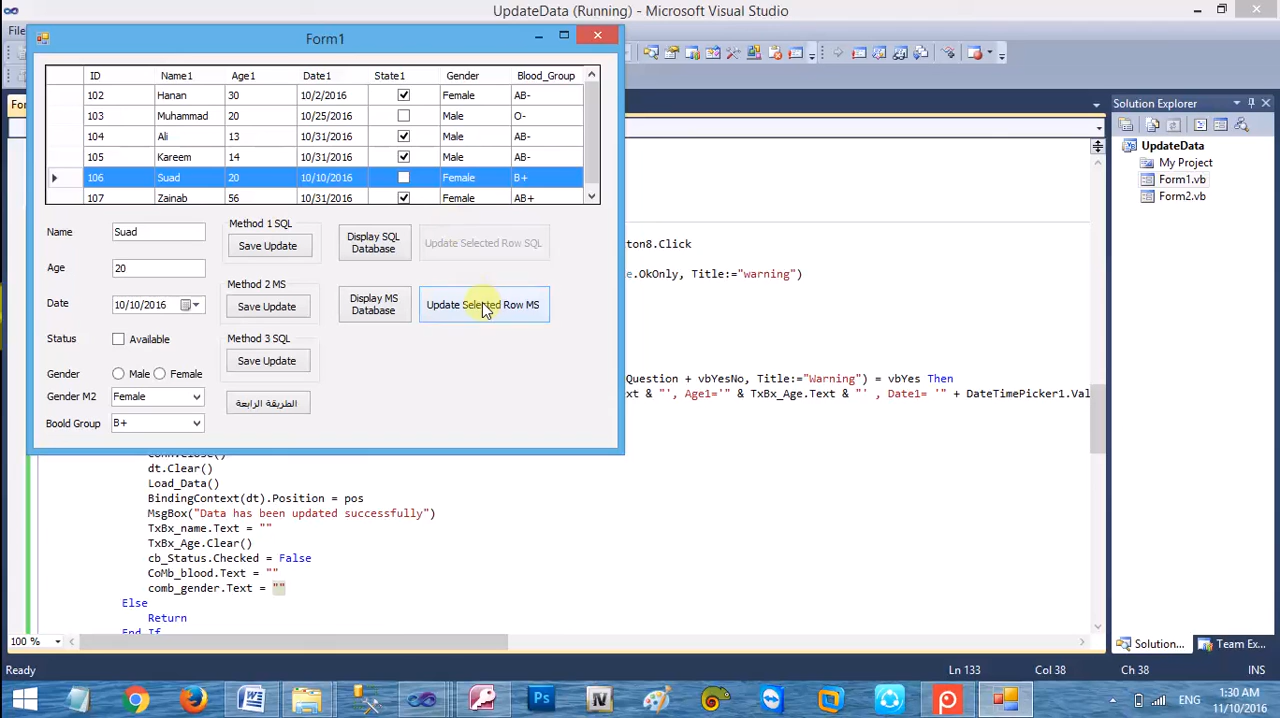 UpdateData (Running) - Microsoft Visual Studio
Form1
ID Name1 Age1 Date1 State1 Gender Blood_Group
102 Hanan 30 10/2/2016 Female AB-
103 Muhammad 20 10/25/2016 Male O-
104 Ali 13 10/31/2016 Male AB-
105 Kareem 14 10/31/2016 Male AB-
106 Suad 20 10/10/2016 Female B+
107 Zainab 56 10/31/2016 Female AB+
Name Suad
Age 20
Date 10/10/2016
Status Available
Gender Male Female
Gender M2 Female
Boold Group B+
Method 1 SQL
Save Update
Method 2 MS
Save Update
Method 3 SQL
Save Update
الطريقة الرابعة
Display SQL Database
Update Selected Row SQL
Display MS Database
Update Selected Row MS
ton8.Click
.OkOnly, Title:="warning")
Question + vbYesNo, Title:="Warning") = vbYes Then
xt & "', Age1='" & TxBx_Age.Text & "' , Date1= '" + DateTimePicker1.Val
dt.Clear()
Load_Data()
BindingContext(dt).Position = pos
MsgBox("Data has been updated successfully")
TxBx_name.Text = ""
TxBx_Age.Clear()
cb_Status.Checked = False
CoMb_blood.Text = ""
comb_gender.Text = ""
Else
Return
End If
100 %
Solution Explorer
UpdateData
My Project
Form1.vb
Form2.vb
Solution... Team Ex...
Ready Ln 133 Col 38 Ch 38 INS
ENG
1:30 AM
11/10/2016